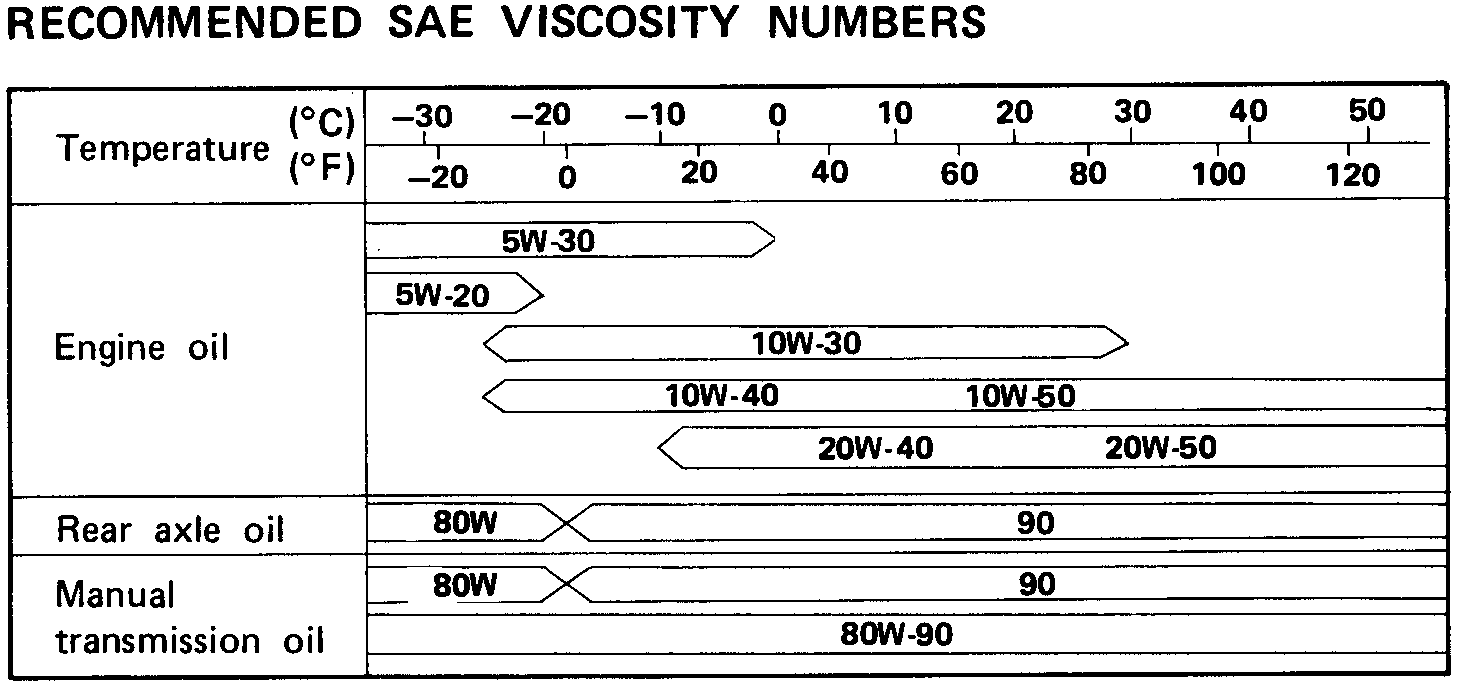 RECOMMENDED SAE VISCOSITY NUMBERS
Temperature (°C) −30 −20 −10 0 10 20 30 40 50
(°F) −20 0 20 40 60 80 100 120
Engine oil
5W-30
5W-20
10W-30
10W-40 10W-50
20W-40 20W-50
Rear axle oil 80W 90
Manual transmission oil
80W 90
80W-90